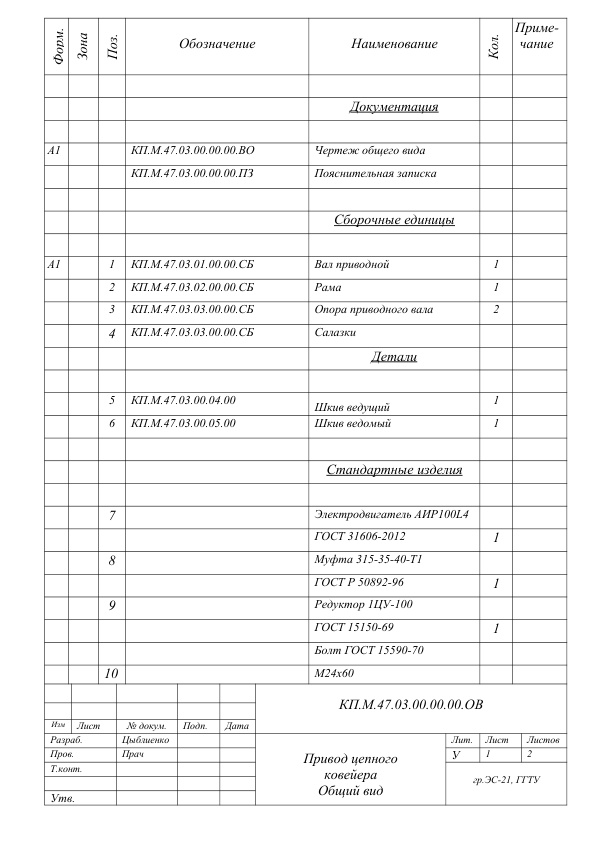 Форм. Зона Поз. Обозначение Наименование Кол. Приме-
чание
Документация
А1 КП.М.47.03.00.00.00.ВО Чертеж общего вида
КП.М.47.03.00.00.00.ПЗ Пояснительная записка
Сборочные единицы
А1 1 КП.М.47.03.01.00.00.СБ Вал приводной 1
2 КП.М.47.03.02.00.00.СБ Рама 1
3 КП.М.47.03.03.00.00.СБ Опора приводного вала 2
4 КП.М.47.03.03.00.00.СБ Салазки
Детали
5 КП.М.47.03.00.04.00 Шкив ведущий 1
6 КП.М.47.03.00.05.00 Шкив ведомый 1
Стандартные изделия
7 Электродвигатель АИР100L4
ГОСТ 31606-2012 1
8 Муфта 315-35-40-Т1
ГОСТ Р 50892-96 1
9 Редуктор 1ЦУ-100
ГОСТ 15150-69 1
Болт ГОСТ 15590-70
10 М24х60
КП.М.47.03.00.00.00.ОВ
Изм Лист № докум. Подп. Дата
Разраб. Цыблиенко
Пров. Прач
Т.конт.
Утв.
Привод цепного
ковейера
Общий вид
Лит. Лист Листов
У 1 2
гр.ЭС-21, ГГТУ